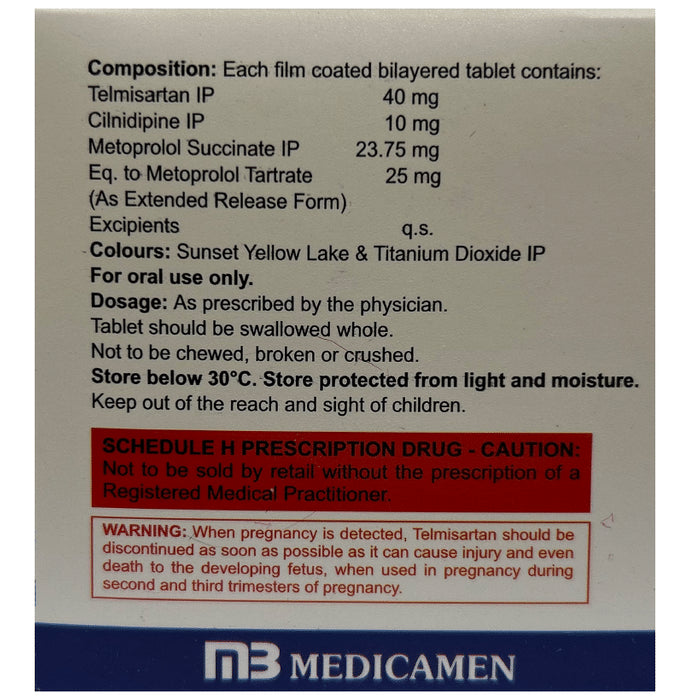 Composition: Each film coated bilayered tablet contains:
Telmisartan IP 40 mg
Cilnidipine IP 10 mg
Metoprolol Succinate IP 23.75 mg
Eq. to Metoprolol Tartrate 25 mg
(As Extended Release Form)
Excipients q.s.
Colours: Sunset Yellow Lake & Titanium Dioxide IP
For oral use only.
Dosage: As prescribed by the physician.
Tablet should be swallowed whole.
Not to be chewed, broken or crushed.
Store below 30°C. Store protected from light and moisture.
Keep out of the reach and sight of children.
SCHEDULE H PRESCRIPTION DRUG - CAUTION:
Not to be sold by retail without the prescription of a
Registered Medical Practitioner.
WARNING: When pregnancy is detected, Telmisartan should be
discontinued as soon as possible as it can cause injury and even
death to the developing fetus, when used in pregnancy during
second and third trimesters of pregnancy.
MB MEDICAMEN